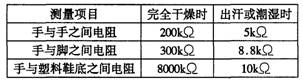 测量项目 完全干燥时 出汗或潮湿时
手与手之间电阻 200kΩ 5kΩ
手与脚之间电阻 300kΩ 8.8kΩ
手与塑料鞋底之间电阻 8000kΩ 10kΩ